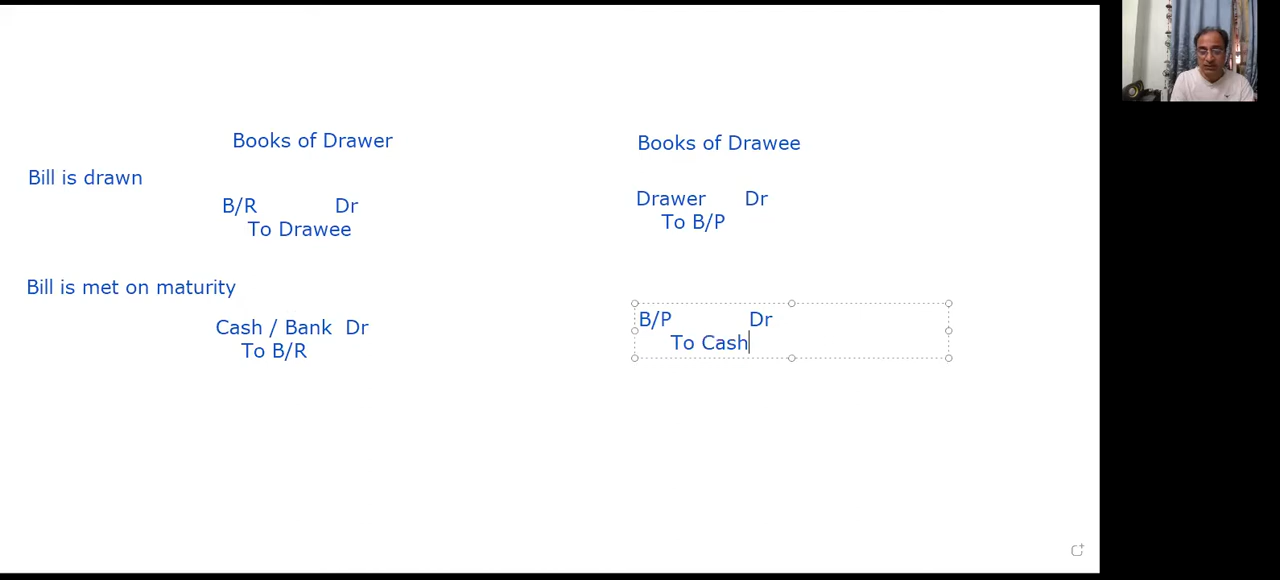 Books of Drawer
Books of Drawee
Bill is drawn
B/R Dr
To Drawee
Drawer Dr
To B/P
Bill is met on maturity
Cash / Bank Dr
To B/R
B/P Dr
To Cash